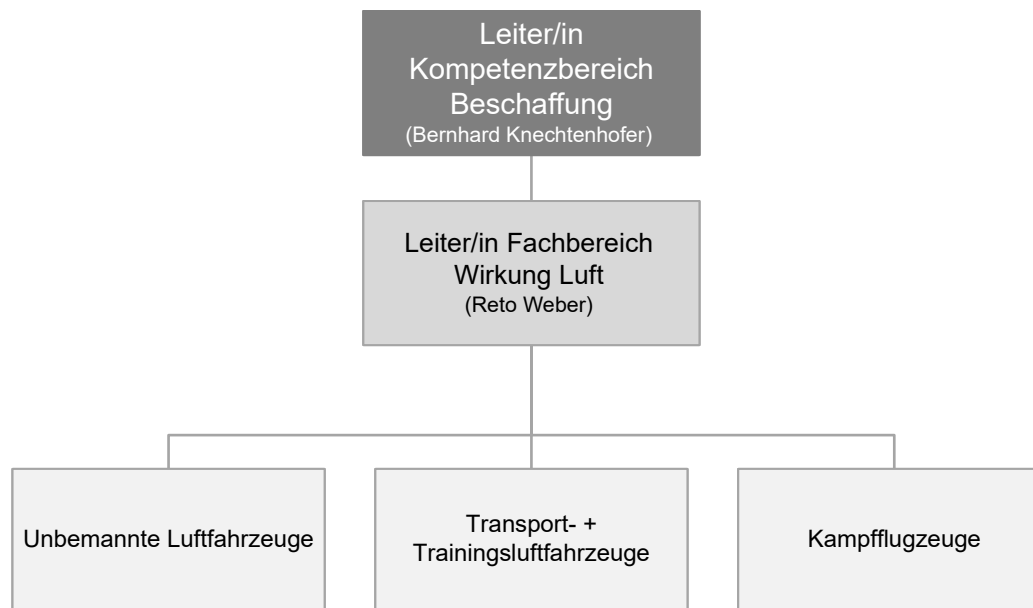 Leiter/in
Kompetenzbereich
Beschaffung
(Bernhard Knechtenhofer)
Leiter/in Fachbereich
Wirkung Luft
(Reto Weber)
Unbemannte Luftfahrzeuge
Transport- +
Trainingsluftfahrzeuge
Kampfflugzeuge